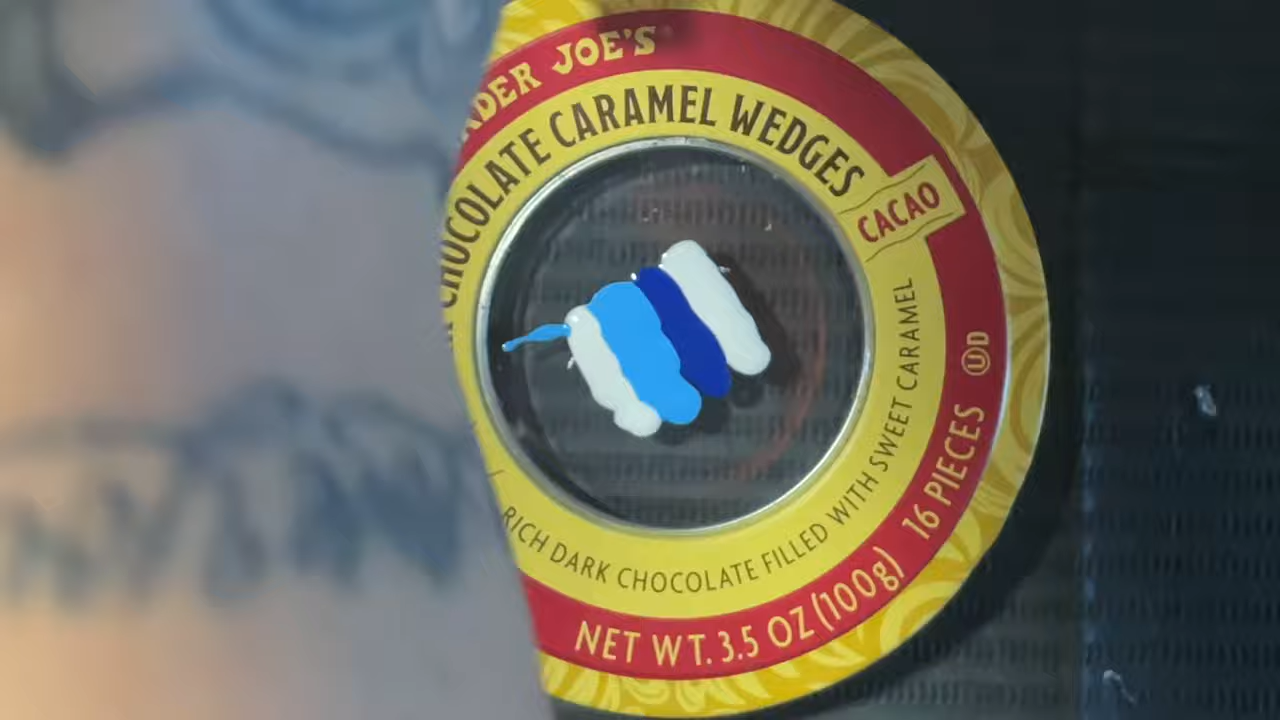 DER JOE'S
CHOCOLATE CARAMEL WEDGES
CACAO
RICH DARK CHOCOLATE FILLED WITH SWEET CARAMEL
NET WT. 3.5 OZ (100g) 16 PIECES UD